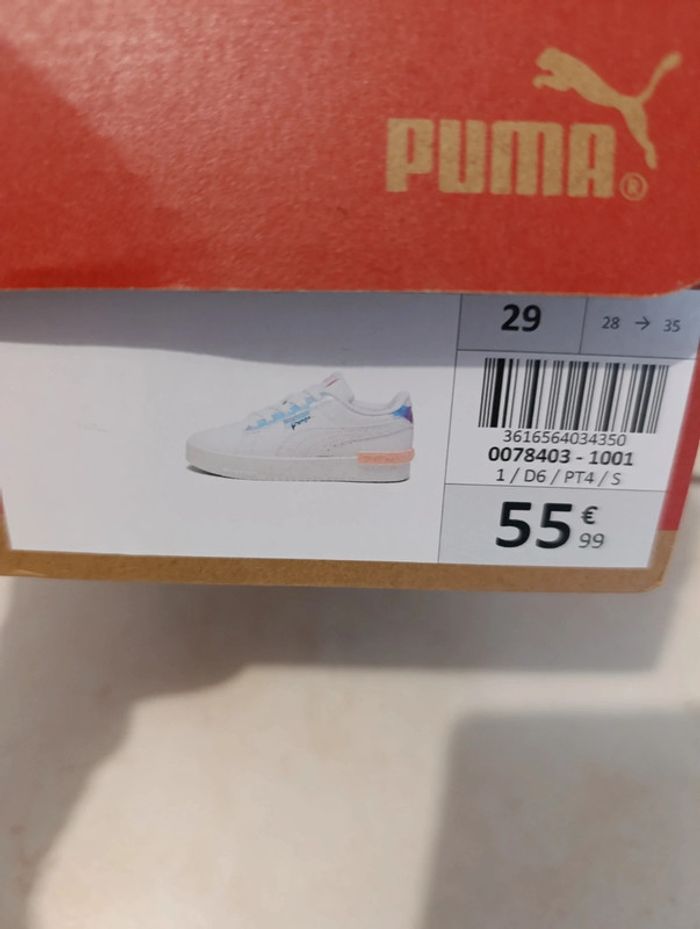 PUMA®
29
28 → 35
3616564034350
0078403 - 1001
1 / D6 / PT4 / S
55 € 99